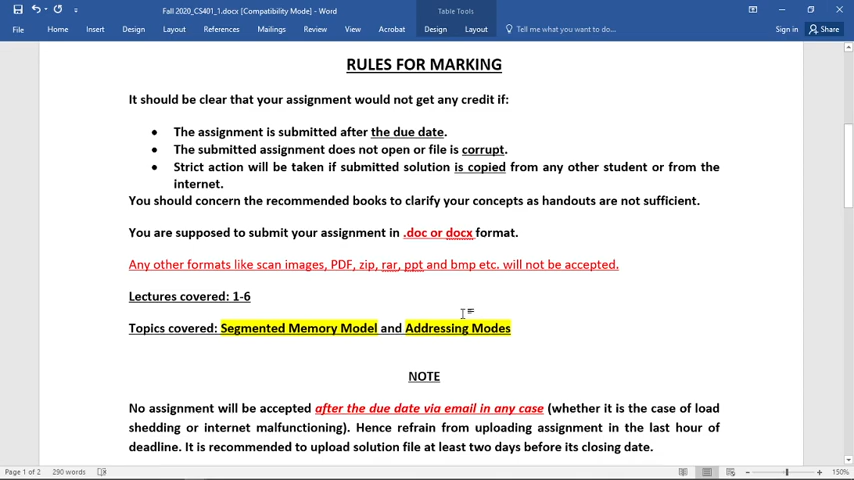 Fall 2020_CS401_1.docx [Compatibility Mode] - Word
Table Tools
File Home Insert Design Layout References Mailings Review View Acrobat Design Layout Tell me what you want to do... Sign in Share
RULES FOR MARKING
It should be clear that your assignment would not get any credit if:
• The assignment is submitted after the due date.
• The submitted assignment does not open or file is corrupt.
• Strict action will be taken if submitted solution is copied from any other student or from the
internet.
You should concern the recommended books to clarify your concepts as handouts are not sufficient.
You are supposed to submit your assignment in .doc or docx format.
Any other formats like scan images, PDF, zip, rar, ppt and bmp etc. will not be accepted.
Lectures covered: 1-6
Topics covered: Segmented Memory Model and Addressing Modes
NOTE
No assignment will be accepted after the due date via email in any case (whether it is the case of load
shedding or internet malfunctioning). Hence refrain from uploading assignment in the last hour of
deadline. It is recommended to upload solution file at least two days before its closing date.
Page 1 of 2 290 words 150%